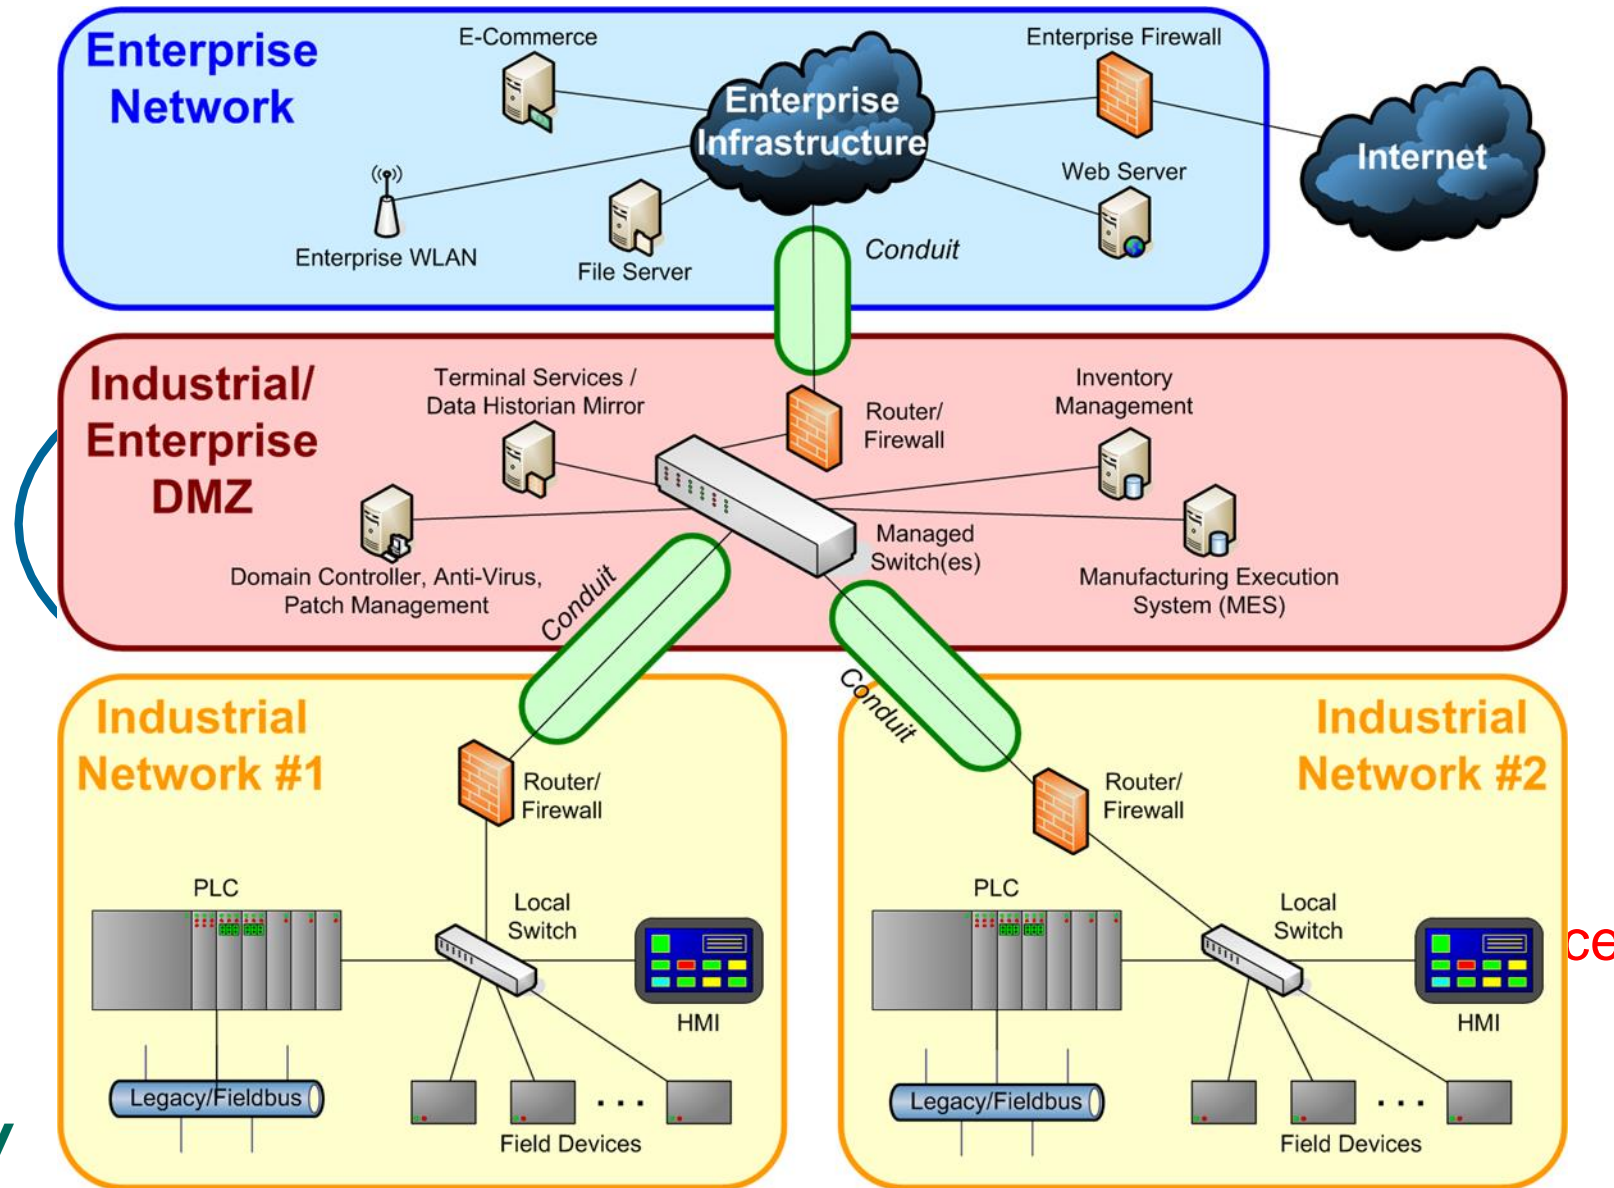 Enterprise
Network
E-Commerce
Enterprise
Infrastructure
Enterprise Firewall
Internet
Web Server
Enterprise WLAN
File Server
Conduit
Industrial/
Enterprise
DMZ
Terminal Services /
Data Historian Mirror
Router/
Firewall
Inventory
Management
Managed
Switch(es)
Domain Controller, Anti-Virus,
Patch Management
Manufacturing Execution
System (MES)
Conduit
Conduit
Industrial
Network #1
Router/
Firewall
PLC
Local
Switch
HMI
Legacy/Fieldbus
. . .
Field Devices
Industrial
Network #2
Router/
Firewall
PLC
Local
Switch
HMI
Legacy/Fieldbus
. . .
Field Devices
ce
y